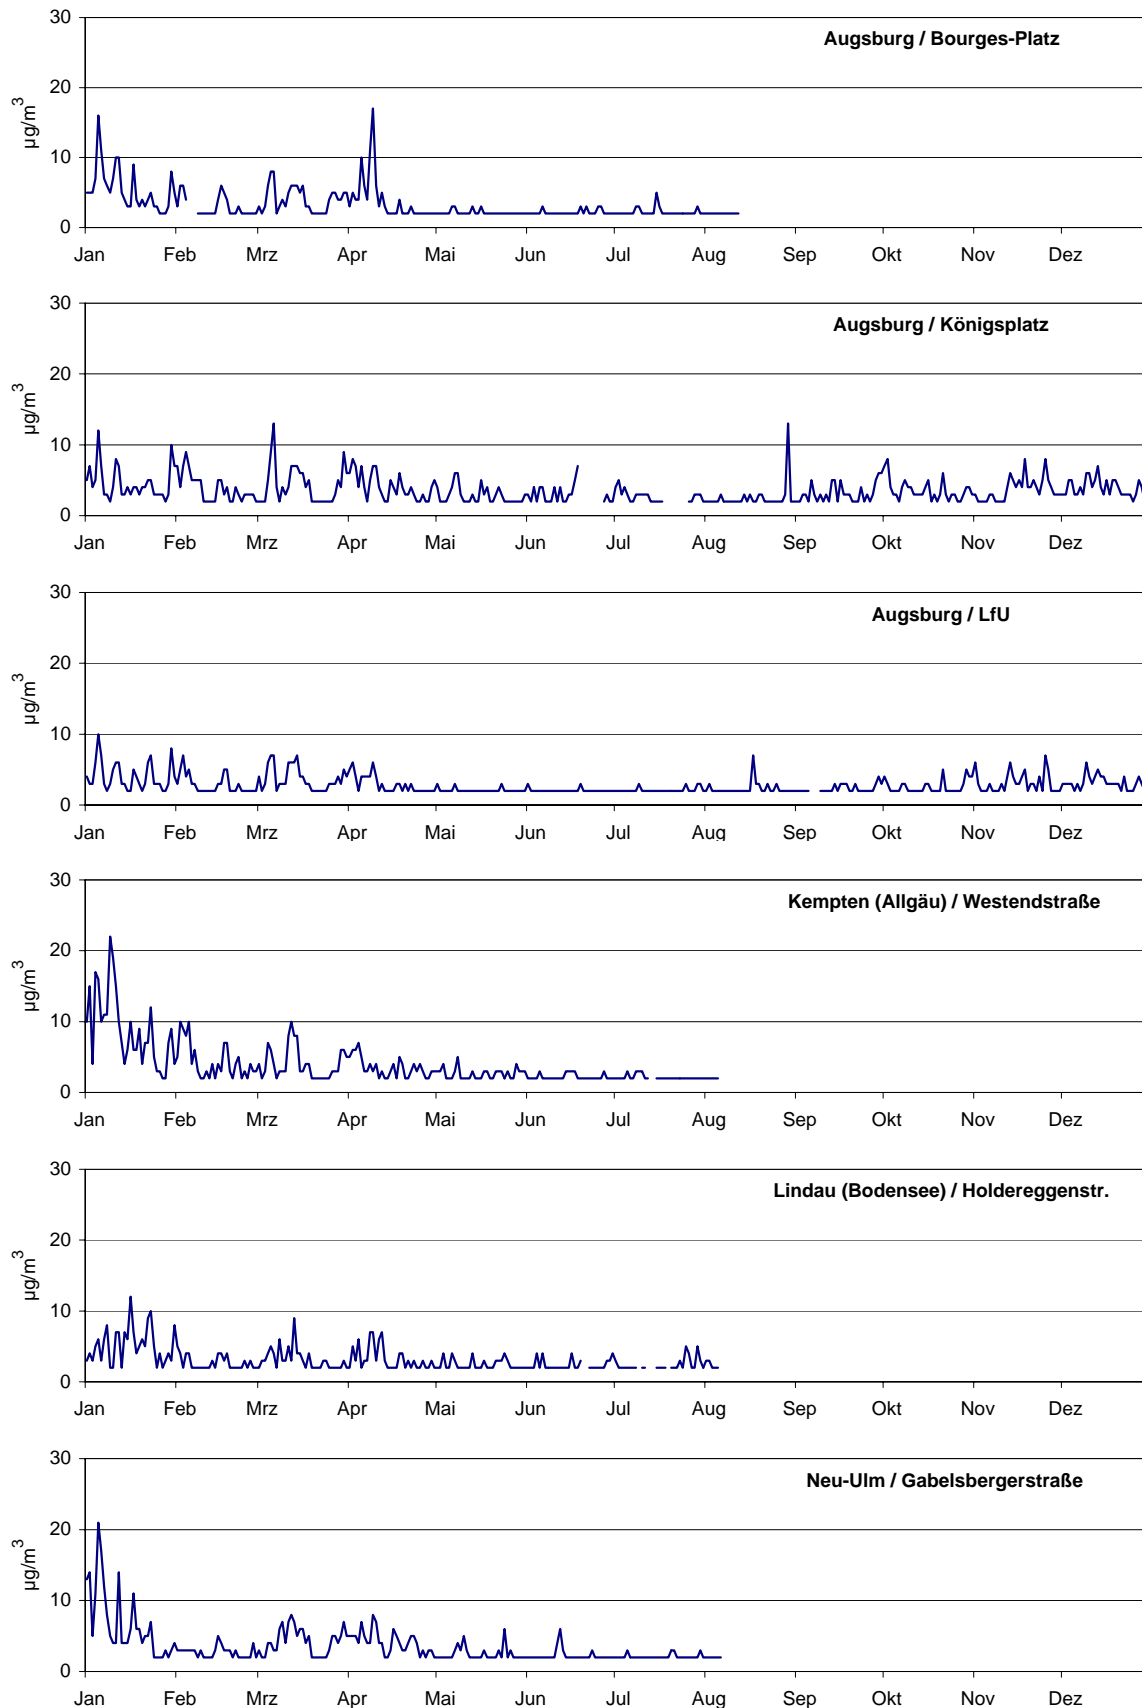 30
Augsburg / Bourges-Platz
20
µg/m³
10
0
Jan Feb Mrz Apr Mai Jun Jul Aug Sep Okt Nov Dez
30
Augsburg / Königsplatz
20
µg/m³
10
0
Jan Feb Mrz Apr Mai Jun Jul Aug Sep Okt Nov Dez
30
Augsburg / LfU
20
µg/m³
10
0
Jan Feb Mrz Apr Mai Jun Jul Aug Sep Okt Nov Dez
30
Kempten (Allgäu) / Westendstraße
20
µg/m³
10
0
Jan Feb Mrz Apr Mai Jun Jul Aug Sep Okt Nov Dez
30
Lindau (Bodensee) / Holdereggenstr.
20
µg/m³
10
0
Jan Feb Mrz Apr Mai Jun Jul Aug Sep Okt Nov Dez
30
Neu-Ulm / Gabelsbergerstraße
20
µg/m³
10
0
Jan Feb Mrz Apr Mai Jun Jul Aug Sep Okt Nov Dez